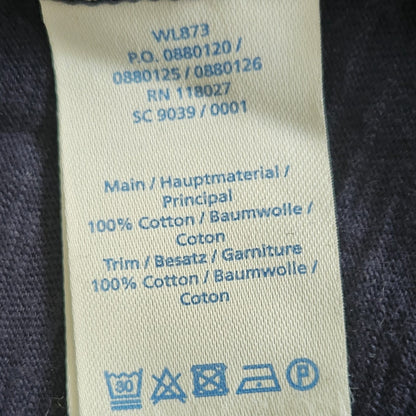 WL873
P.O. 0880120 /
0880125 / 0880126
RN 118027
SC 9039 / 0001
Main / Hauptmaterial /
Principal
100% Cotton / Baumwolle /
Coton
Trim / Besatz / Garniture
100% Cotton / Baumwolle /
Coton
30 P